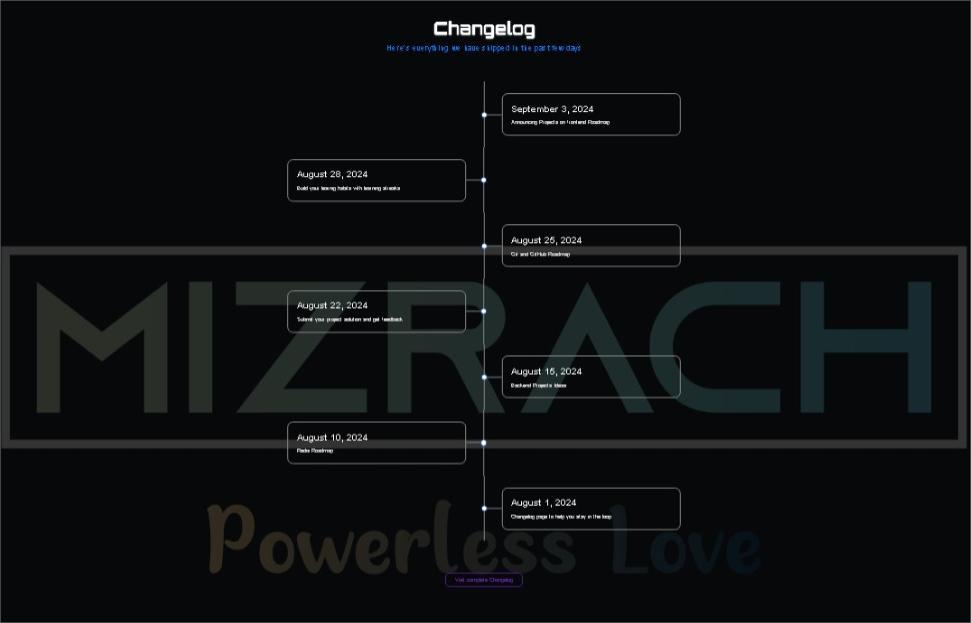 Changelog
Here's everything we have shipped in the past few days
September 3, 2024
Announcing Projects on Frontend Roadmap
August 28, 2024
Build your learning habits with learning streaks
August 25, 2024
Git and GitHub Roadmap
August 22, 2024
Submit your project solution and get feedback
MIZRACH
August 15, 2024
Backend Projects Ideas
August 10, 2024
Redis Roadmap
August 1, 2024
Changelog page to help you stay in the loop
Powerless Love
Visit complete Changelog